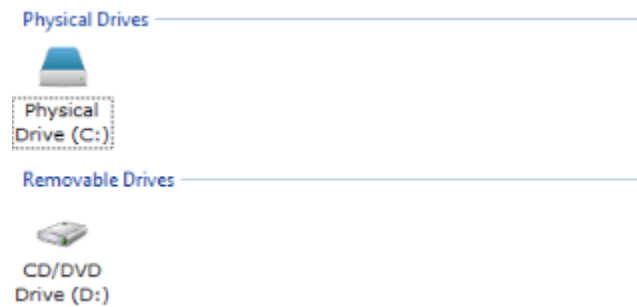 Physical Drives
Physical
Drive (C:)
Removable Drives
CD/DVD
Drive (D:)